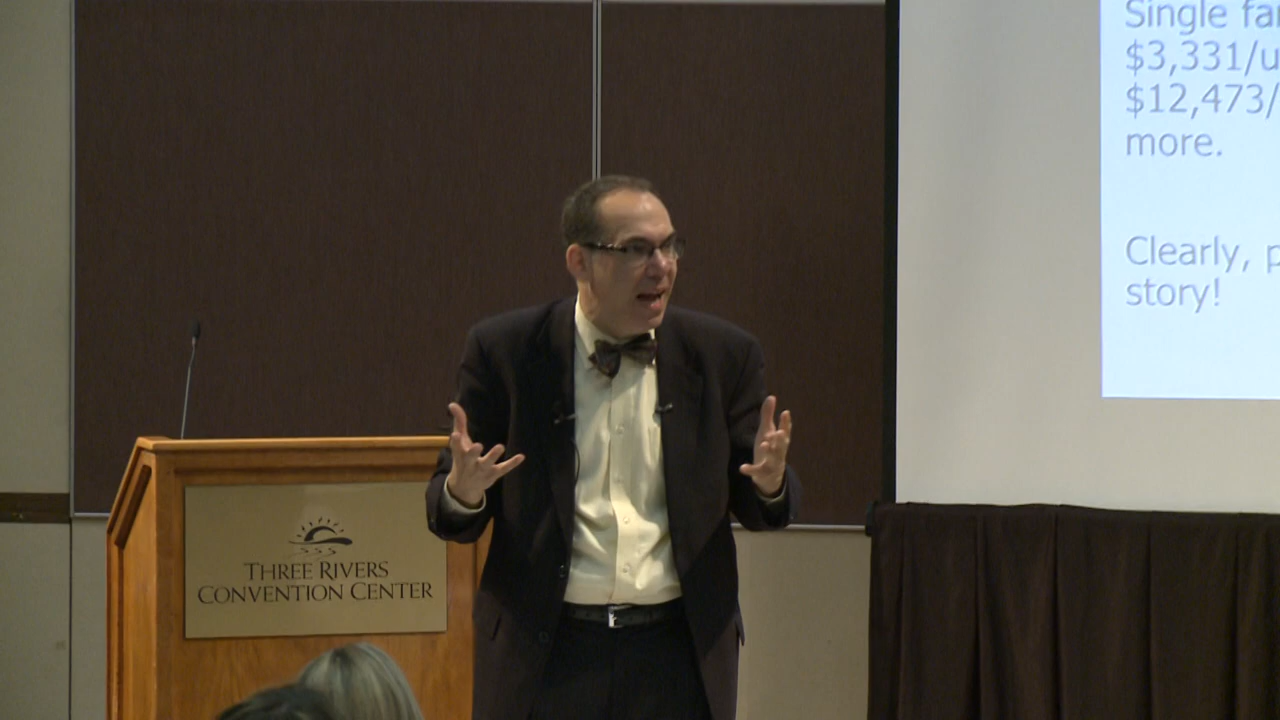 THREE RIVERS
CONVENTION CENTER
Single fa
$3,331/u
$12,473/
more.
Clearly, p
story!